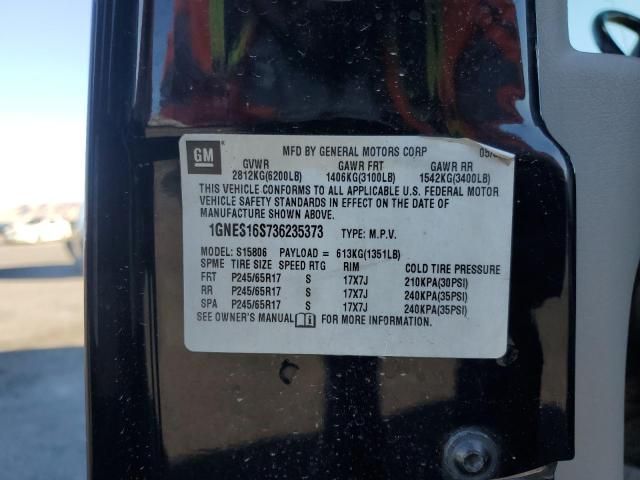 GM
MFD BY GENERAL MOTORS CORP 05/
GVWR GAWR FRT GAWR RR
2812KG(6200LB) 1406KG(3100LB) 1542KG(3400LB)
THIS VEHICLE CONFORMS TO ALL APPLICABLE U.S. FEDERAL MOTOR
VEHICLE SAFETY STANDARDS IN EFFECT ON THE DATE OF
MANUFACTURE SHOWN ABOVE.
1GNES16S736235373 TYPE: M.P.V.
MODEL: S15806 PAYLOAD = 613KG(1351LB)
SPME TIRE SIZE SPEED RTG RIM COLD TIRE PRESSURE
FRT P245/65R17 S 17X7J 210KPA(30PSI)
RR P245/65R17 S 17X7J 240KPA(35PSI)
SPA P245/65R17 S 17X7J 240KPA(35PSI)
SEE OWNER'S MANUAL FOR MORE INFORMATION.